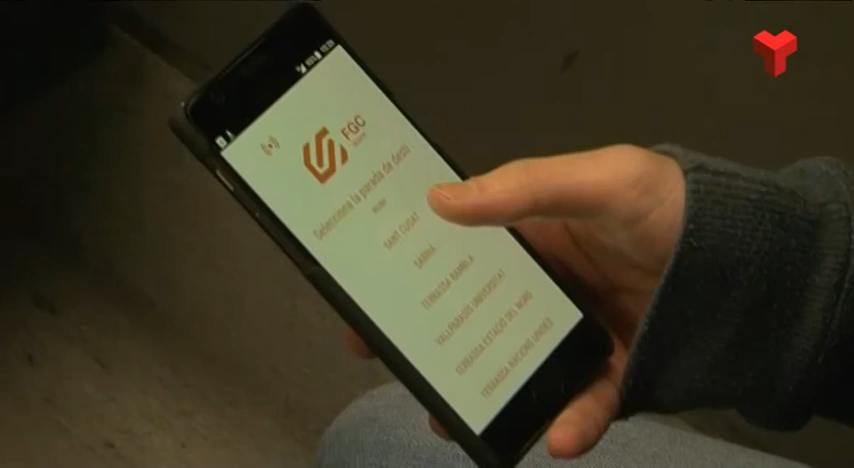 FGC
Selecciona la parada de destí
SANT CUGAT
SARRIÀ
TERRASSA RAMBLA
VALLPARADÍS UNIVERSITAT
TERRASSA ESTACIÓ DEL NORD
TERRASSA NACIONS UNIDES